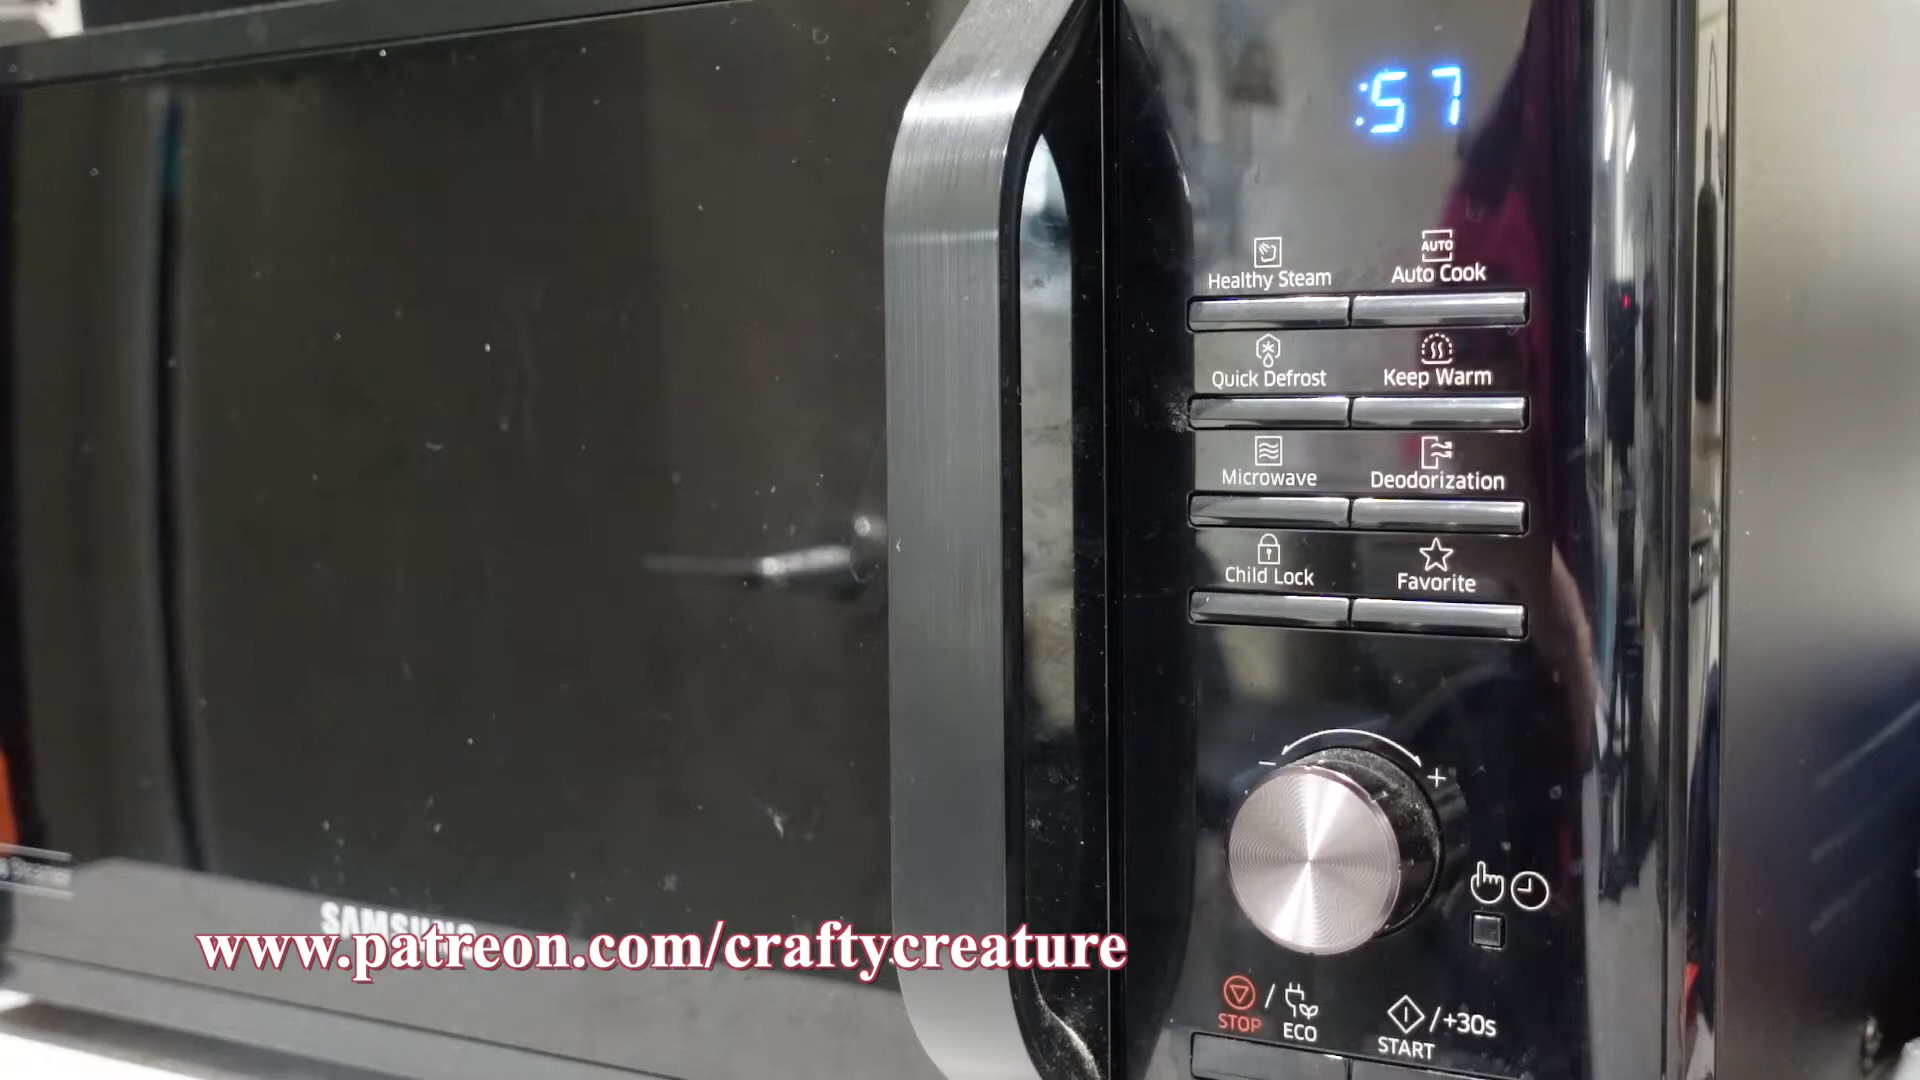 :57
AUTO
Healthy Steam
Auto Cook
Quick Defrost
Keep Warm
Microwave
Deodorization
Child Lock
Favorite
- +
SAMSUNG
www.patreon.com/craftycreature
STOP / ECO
START /+30s